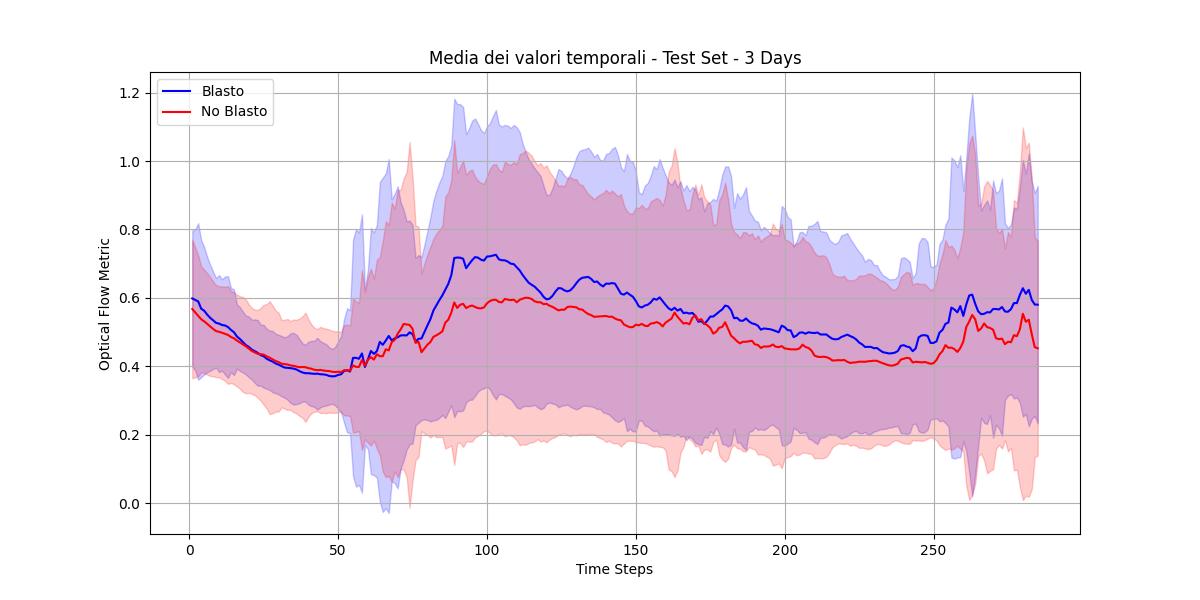 Media dei valori temporali - Test Set - 3 Days
Blasto
No Blasto
Optical Flow Metric
1.2
1.0
0.8
0.6
0.4
0.2
0.0
0 50 100 150 200 250
Time Steps